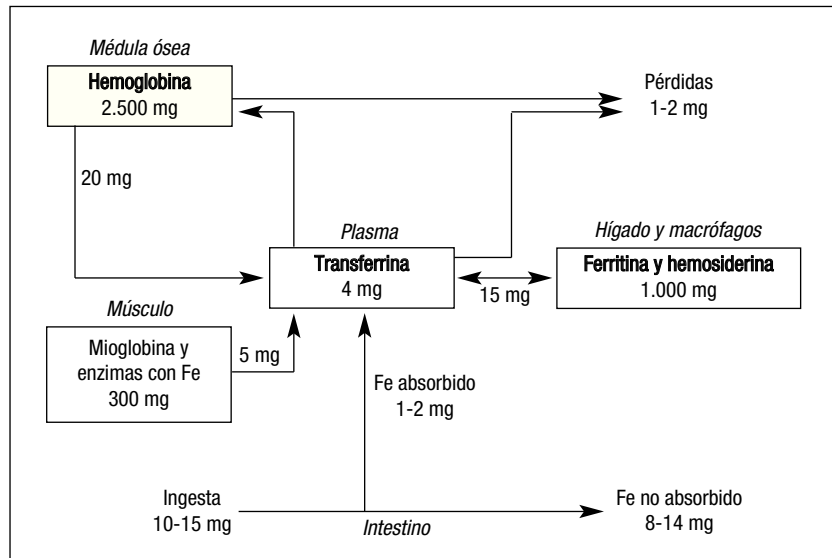 Médula ósea
Hemoglobina
2.500 mg
Pérdidas
1-2 mg
20 mg
Plasma
Transferrina
4 mg
Hígado y macrófagos
Ferritina y hemosiderina
1.000 mg
15 mg
Músculo
Mioglobina y
enzimas con Fe
300 mg
5 mg
Fe absorbido
1-2 mg
Ingesta
10-15 mg
Intestino
Fe no absorbido
8-14 mg